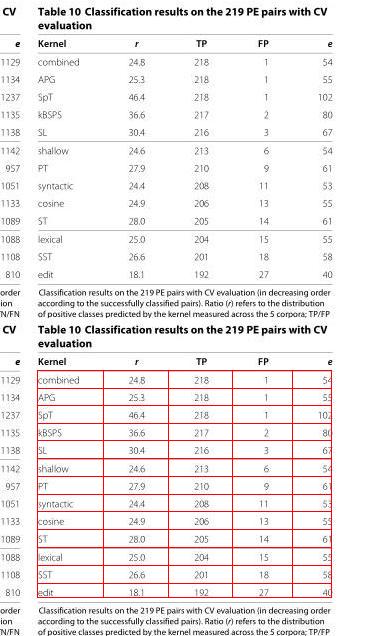 CV Table 10 Classification results on the 219 PE pairs with CV
evaluation
e Kernel r TP FP e
1129 combined 24.8 218 1 54
1134 APG 25.3 218 1 55
1237 SpT 46.4 218 1 102
1135 kBSPS 36.6 217 2 80
1138 SL 30.4 216 3 67
1142 shallow 24.6 213 6 54
957 PT 27.9 210 9 61
1051 syntactic 24.4 208 11 53
1133 cosine 24.9 206 13 55
1089 ST 28.0 205 14 61
1088 lexical 25.0 204 15 55
1108 SST 26.6 201 18 58
810 edit 18.1 192 27 40
order Classification results on the 219 PE pairs with CV evaluation (in decreasing order
tion according to the successfully classified pairs). Ratio (r) refers to the distribution
TN/FN of positive classes predicted by the kernel measured across the 5 corpora; TP/FP
CV Table 10 Classification results on the 219 PE pairs with CV
evaluation
e Kernel r TP FP e
1129 combined 24.8 218 1 54
1134 APG 25.3 218 1 55
1237 SpT 46.4 218 1 102
1135 kBSPS 36.6 217 2 80
1138 SL 30.4 216 3 67
1142 shallow 24.6 213 6 54
957 PT 27.9 210 9 61
1051 syntactic 24.4 208 11 53
1133 cosine 24.9 206 13 55
1089 ST 28.0 205 14 61
1088 lexical 25.0 204 15 55
1108 SST 26.6 201 18 58
810 edit 18.1 192 27 40
order Classification results on the 219 PE pairs with CV evaluation (in decreasing order
tion according to the successfully classified pairs). Ratio (r) refers to the distribution
TN/FN of positive classes predicted by the kernel measured across the 5 corpora; TP/FP